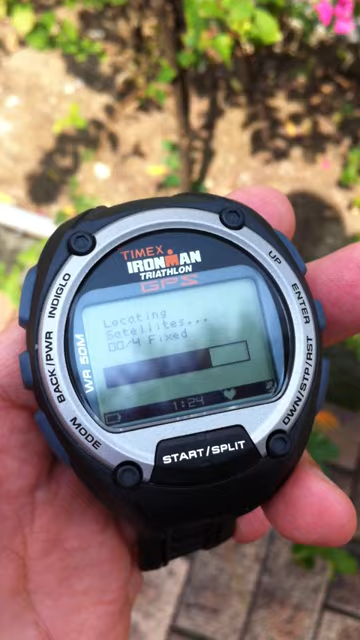 TIMEX
IRONMAN
TRIATHLON
GPS
INDIGLO
BACK/PWR
MODE
WR 50M
UP
ENTER
DWN/STP/RST
Locating
Satellites...
00/4 Fixed
1:24
START/SPLIT